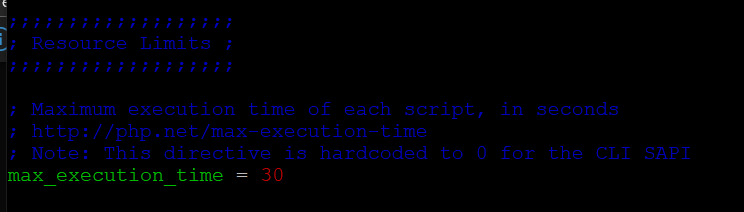 ;;;;;;;;;;;;;;;;;;;
; Resource Limits ;
;;;;;;;;;;;;;;;;;;;
; Maximum execution time of each script, in seconds
; http://php.net/max-execution-time
; Note: This directive is hardcoded to 0 for the CLI SAPI
max_execution_time = 30